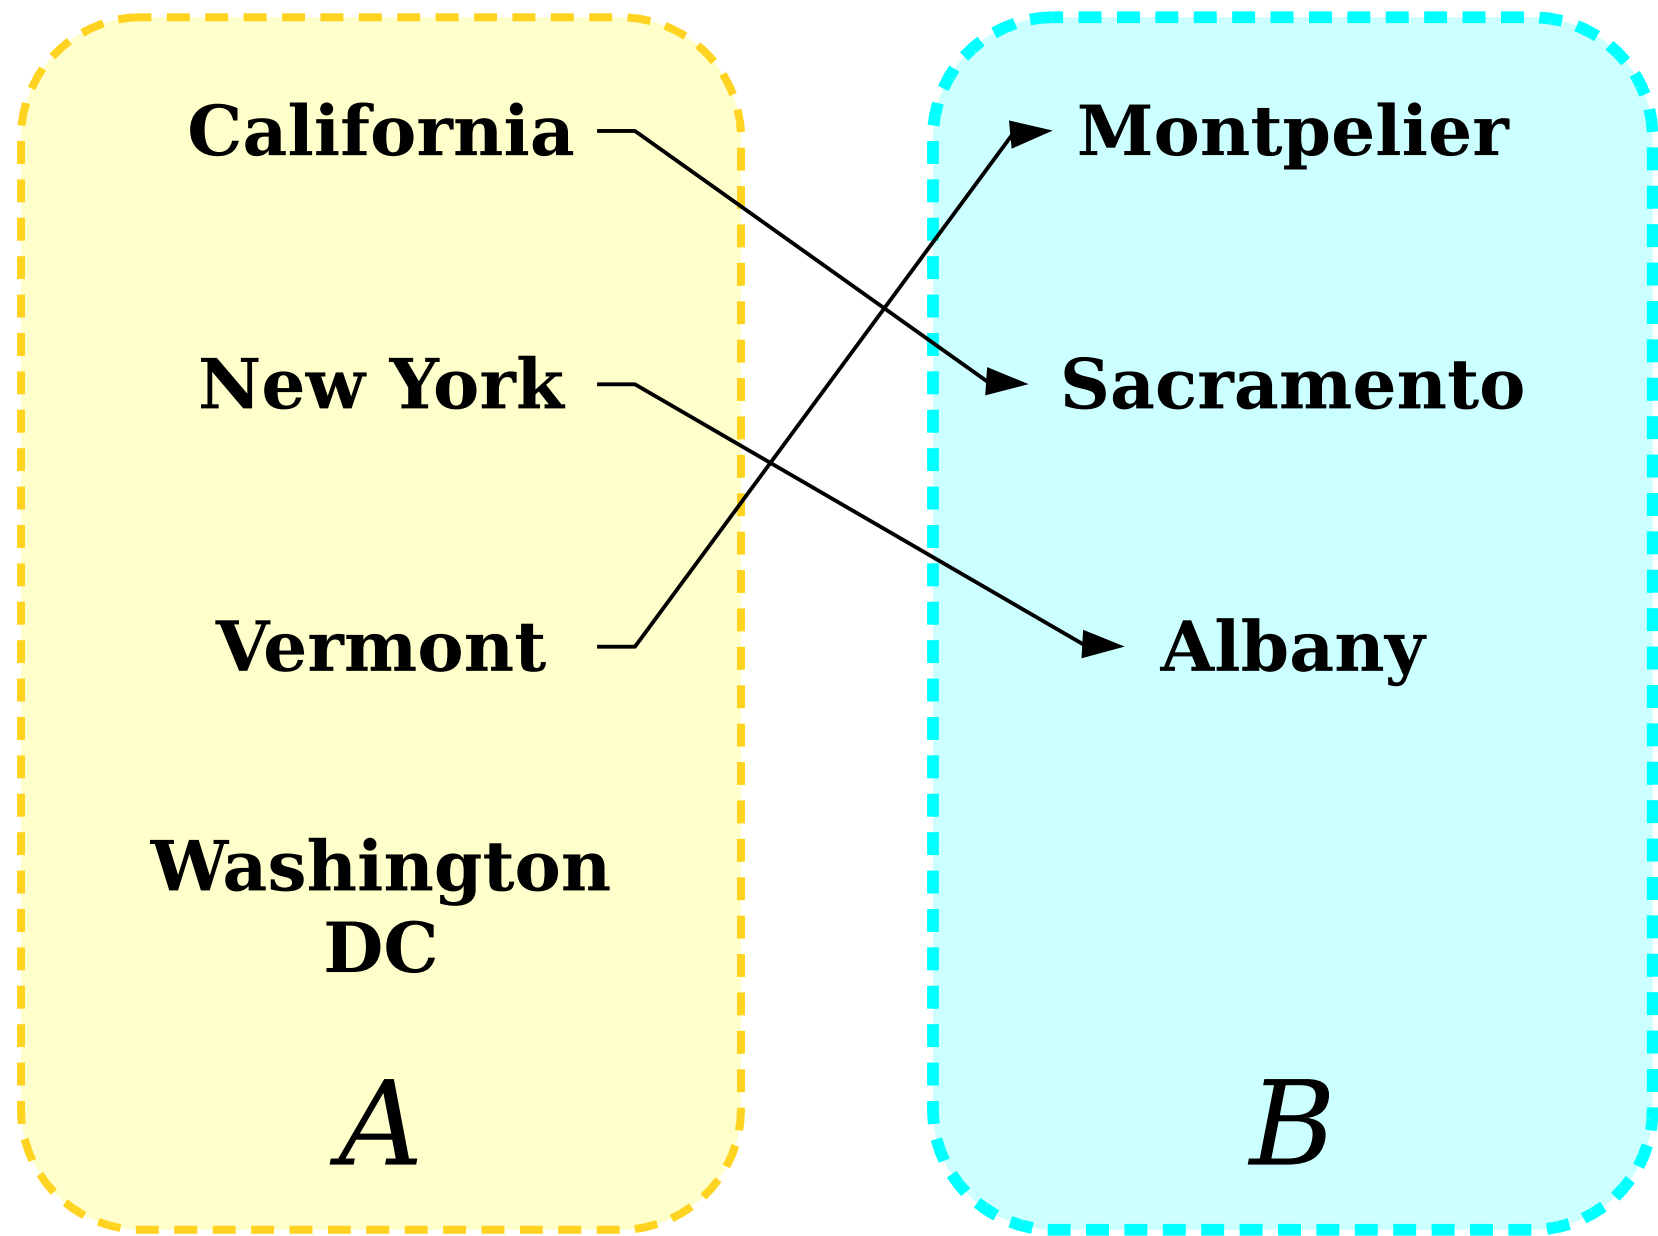 California
New York
Vermont
Washington
DC
A
Montpelier
Sacramento
Albany
B